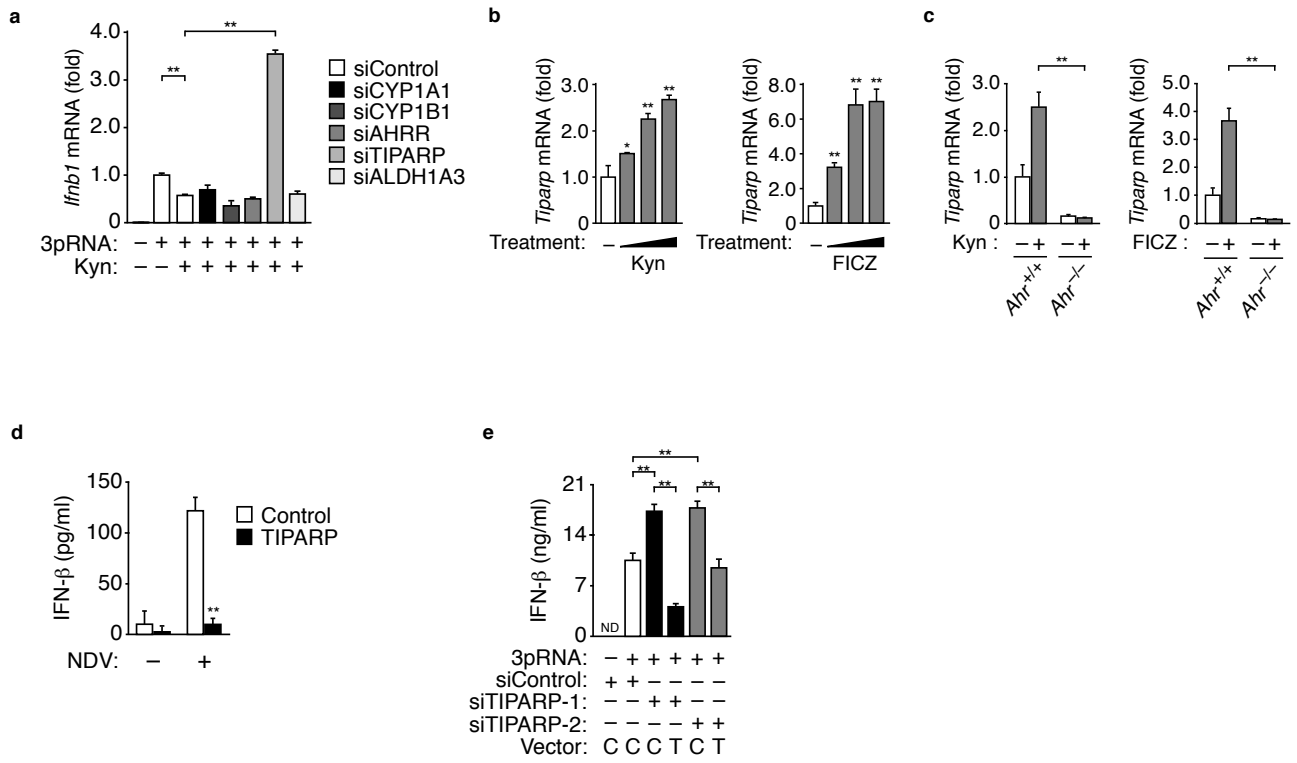 a
**
**
Ifnb1 mRNA (fold)
4.0
3.0
2.0
1.0
0
3pRNA: – + + + + + + +
Kyn: – – + + + + + +
siControl
siCYP1A1
siCYP1B1
siAHRR
siTIPARP
siALDH1A3
b
Tiparp mRNA (fold)
3.0
2.0
1.0
0
* ** **
Treatment: –
Kyn
Tiparp mRNA (fold)
8.0
6.0
4.0
2.0
0
** ** **
Treatment: –
FICZ
c
**
Tiparp mRNA (fold)
3.0
2.0
1.0
0
Kyn : – + – +
Ahr+/+ Ahr–/–
**
Tiparp mRNA (fold)
5.0
4.0
3.0
2.0
1.0
0
FICZ : – + – +
Ahr+/+ Ahr–/–
d
IFN-β (pg/ml)
150
100
50
0
**
NDV: – +
Control
TIPARP
e
**
** ** **
IFN-β (ng/ml)
21
14
7
0
ND
3pRNA: – + + + + +
siControl: + + – – – –
siTIPARP-1: – – + + – –
siTIPARP-2: – – – – + +
Vector: C C C T C T